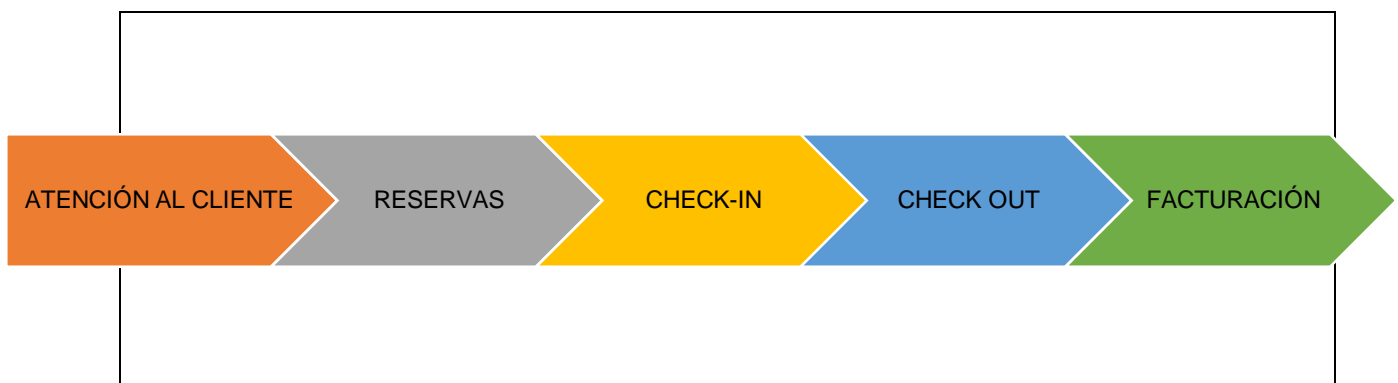 ATENCIÓN AL CLIENTE
RESERVAS
CHECK-IN
CHECK OUT
FACTURACIÓN